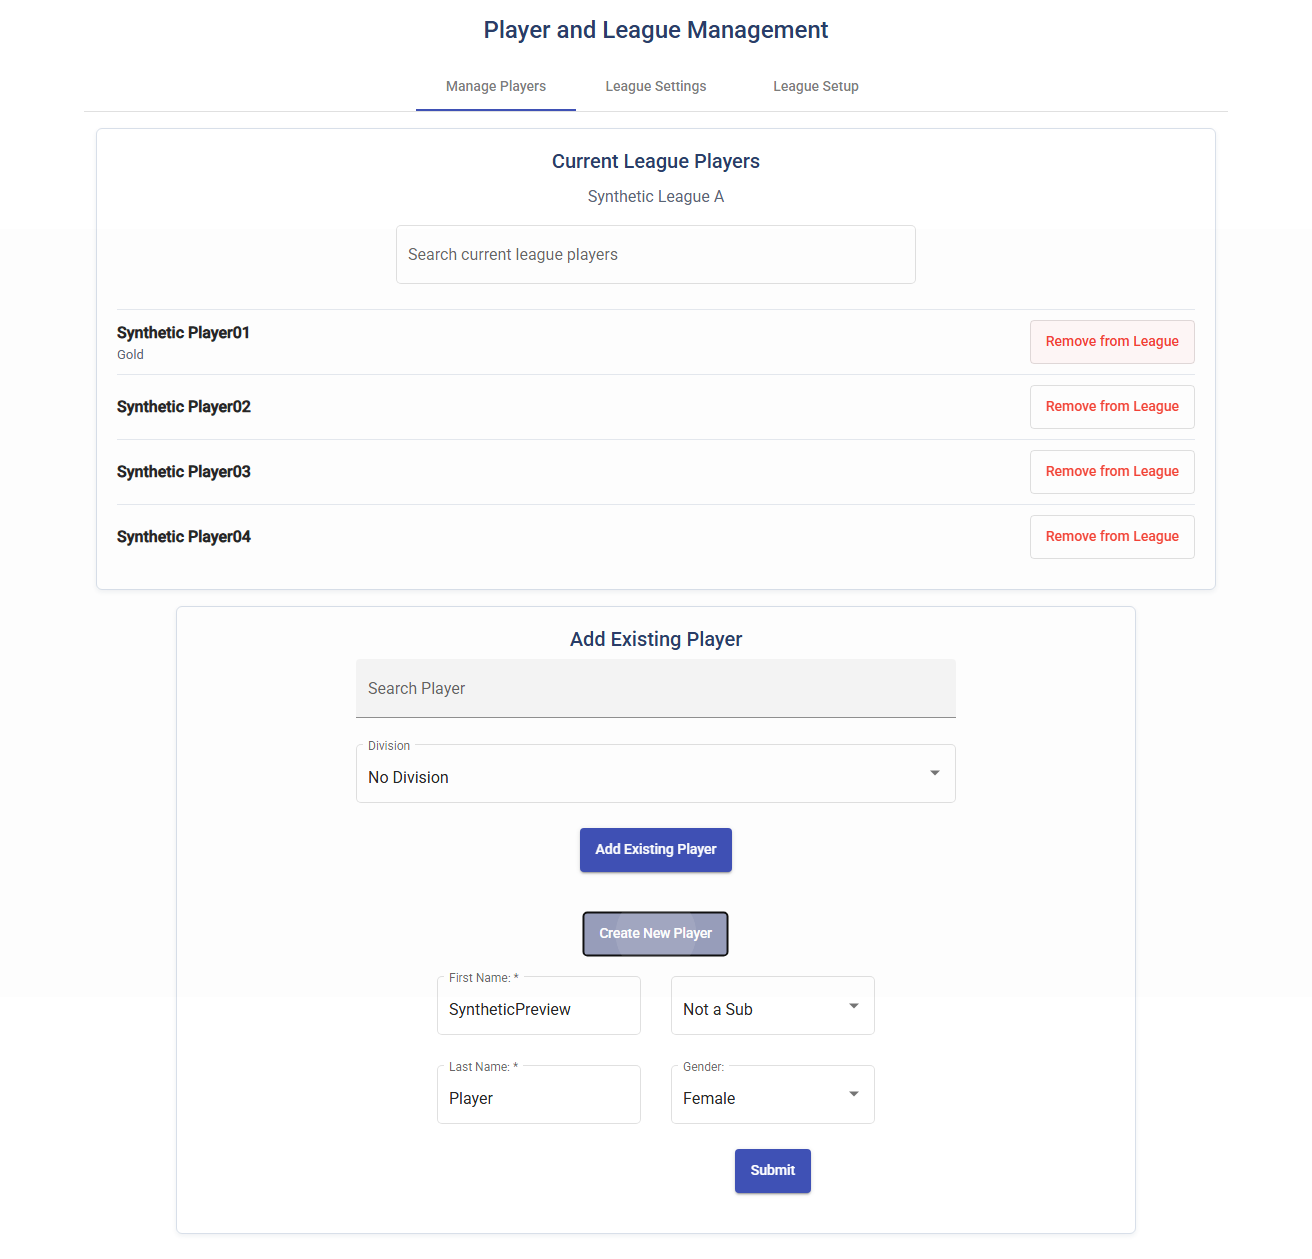 Player and League Management
Manage Players
League Settings
League Setup
Current League Players
Synthetic League A
Search current league players
Synthetic Player01
Gold
Remove from League
Synthetic Player02
Remove from League
Synthetic Player03
Remove from League
Synthetic Player04
Remove from League
Add Existing Player
Search Player
Division
No Division
Add Existing Player
Create New Player
First Name: *
SyntheticPreview
Not a Sub
Last Name: *
Player
Gender:
Female
Submit